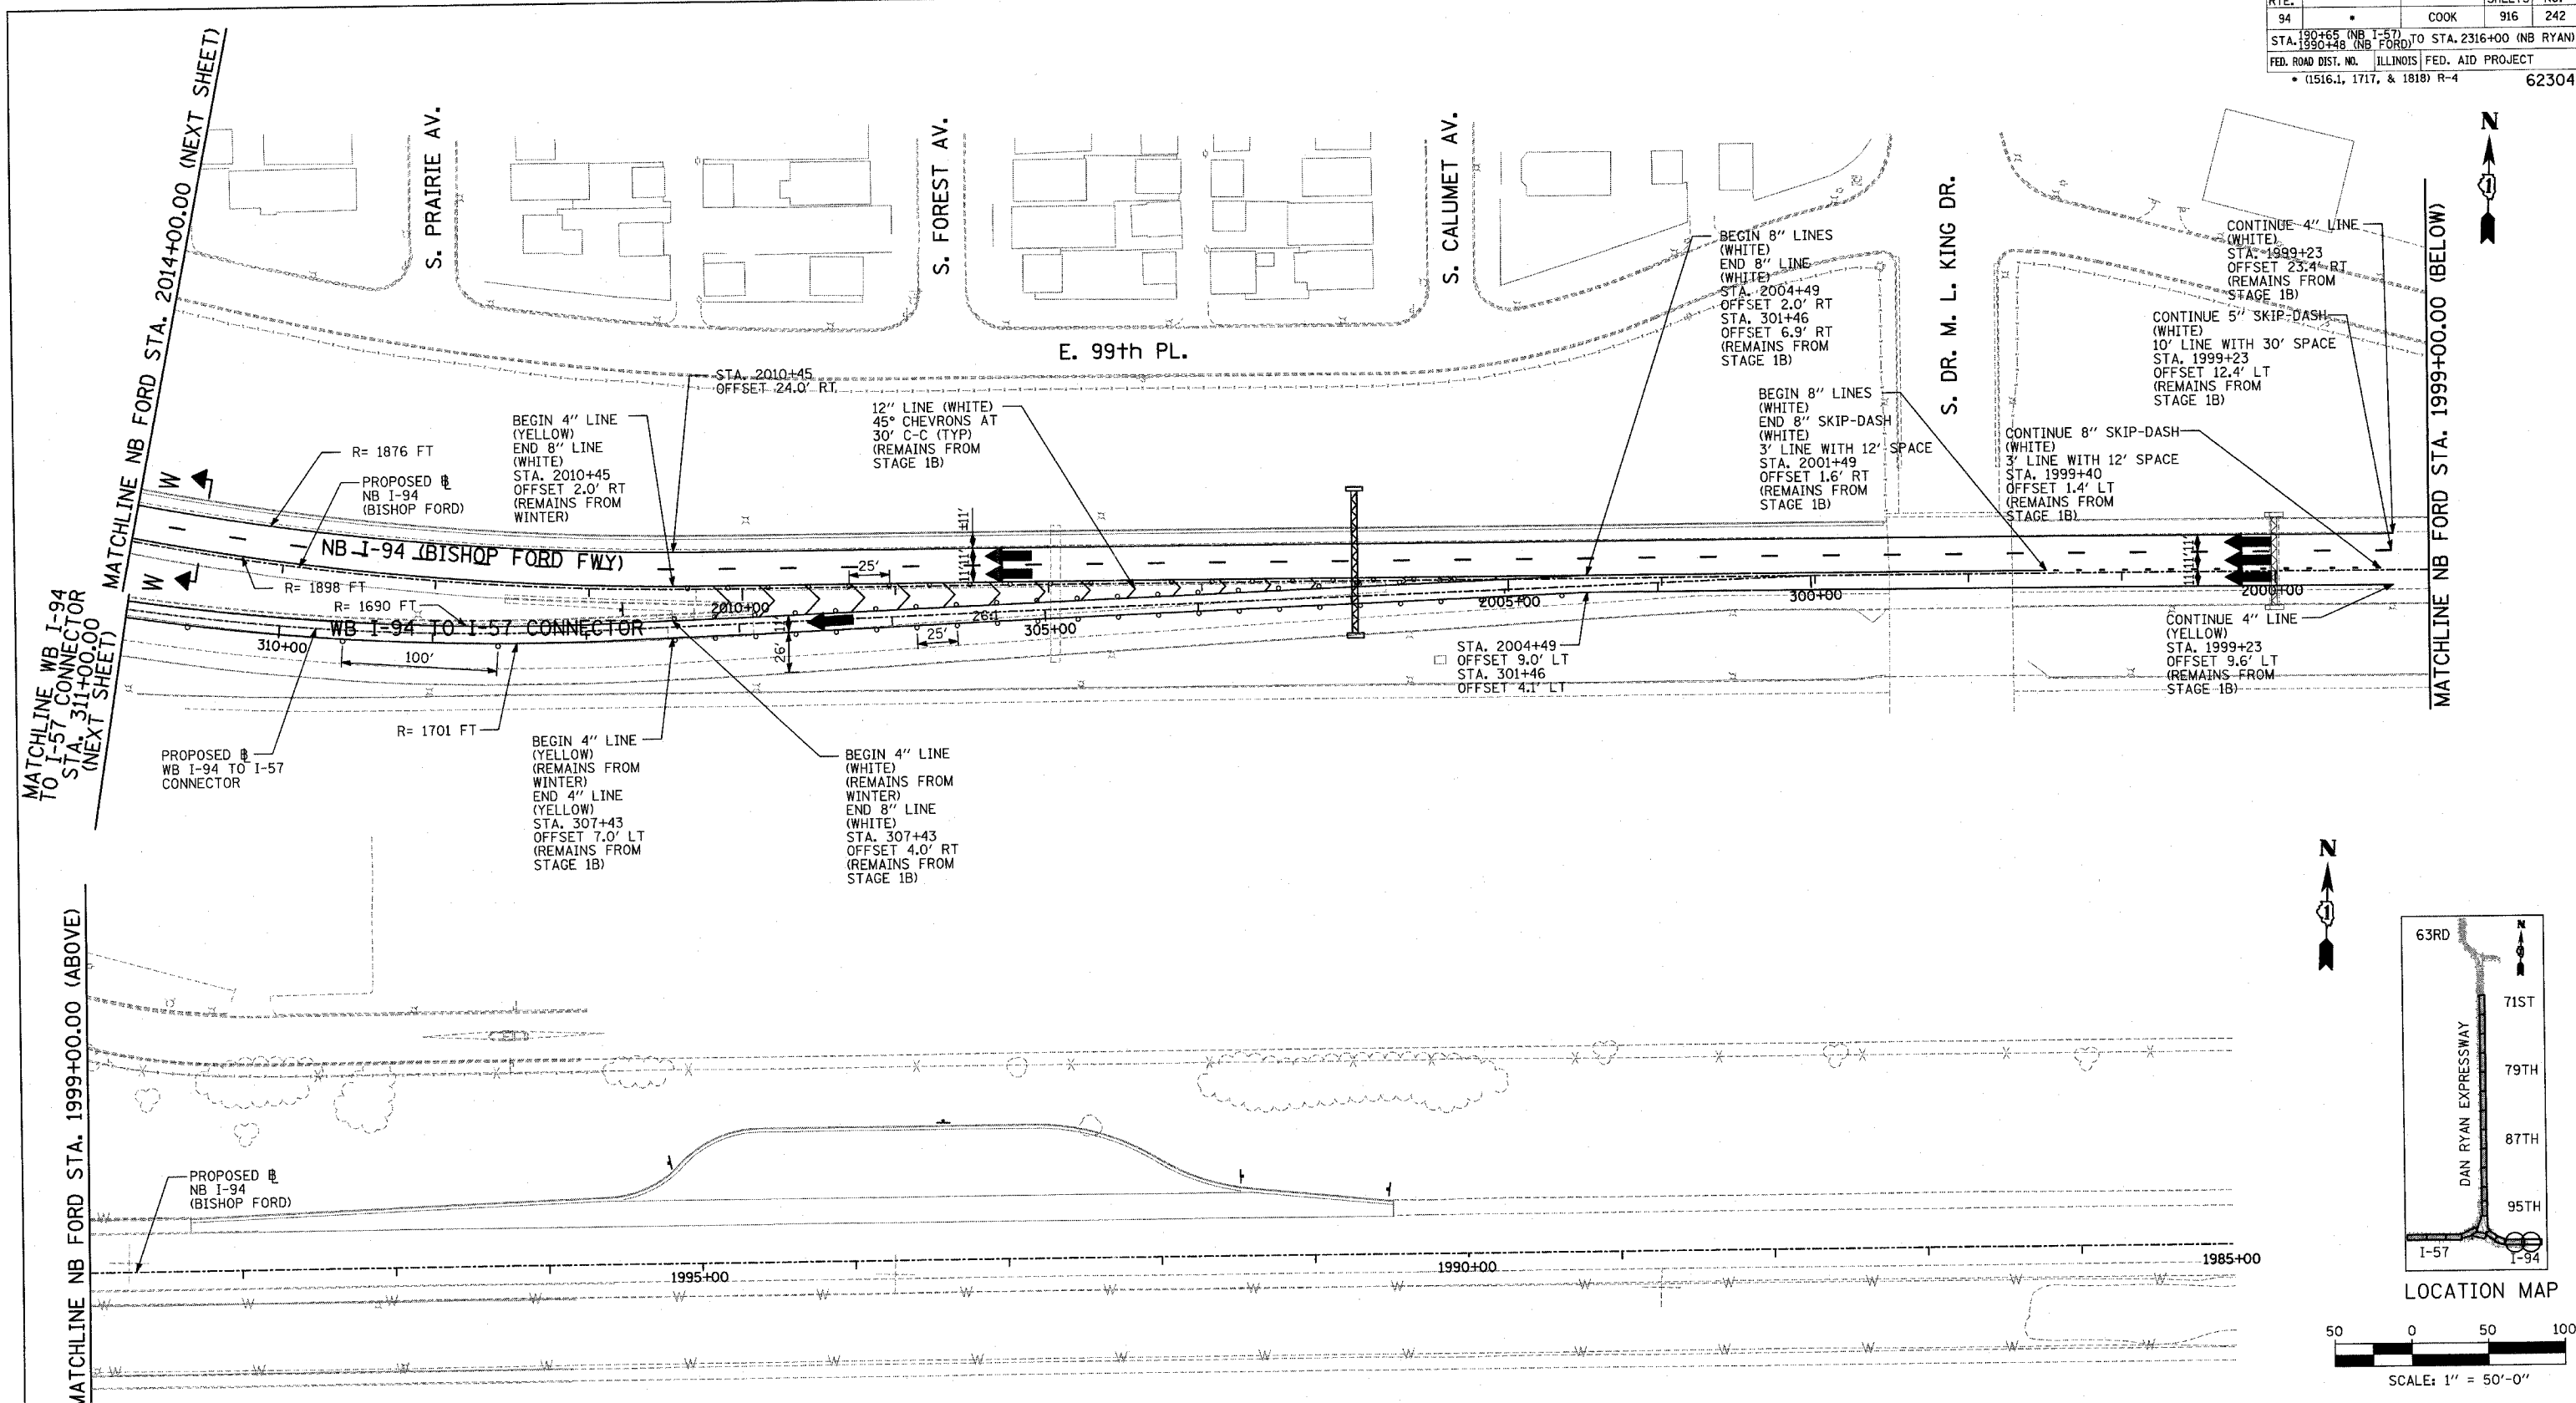 RTE.
94 * COOK 916 242
STA. 190+65 (NB I-57) TO STA. 2316+00 (NB RYAN)
1990+48 (NB FORD)
FED. ROAD DIST. NO. ILLINOIS FED. AID PROJECT
* (1516.1, 1717, & 1818) R-4 62304
MATCHLINE NB FORD STA. 2014+00.00 (NEXT SHEET)
S. PRAIRIE AV.
S. FOREST AV.
S. CALUMET AV.
S. DR. M. L. KING DR.
E. 99th PL.
N
1
MATCHLINE NB FORD STA. 1999+00.00 (BELOW)
BEGIN 8" LINES
(WHITE)
END 8" LINE
(WHITE)
STA. 2004+49
OFFSET 2.0' RT
STA. 301+46
OFFSET 6.9' RT
(REMAINS FROM
STAGE 1B)
CONTINUE 4" LINE
(WHITE)
STA. 1999+23
OFFSET 23.4' RT
(REMAINS FROM
STAGE 1B)
CONTINUE 5" SKIP-DASH
(WHITE)
10' LINE WITH 30' SPACE
STA. 1999+23
OFFSET 12.4' LT
(REMAINS FROM
STAGE 1B)
STA. 2010+45
OFFSET 24.0' RT
BEGIN 4" LINE
(YELLOW)
END 8" LINE
(WHITE)
STA. 2010+45
OFFSET 2.0' RT
(REMAINS FROM
WINTER)
12" LINE (WHITE)
45° CHEVRONS AT
30' C-C (TYP)
(REMAINS FROM
STAGE 1B)
BEGIN 8" LINES
(WHITE)
END 8" SKIP-DASH
(WHITE)
3' LINE WITH 12' SPACE
STA. 2001+49
OFFSET 1.6' RT
(REMAINS FROM
STAGE 1B)
CONTINUE 8" SKIP-DASH
(WHITE)
3' LINE WITH 12' SPACE
STA. 1999+40
OFFSET 1.4' LT
(REMAINS FROM
STAGE 1B)
R= 1876 FT
PROPOSED BL
NB I-94
(BISHOP FORD)
W
W
NB I-94 (BISHOP FORD FWY)
±11'
11'11'
11'11'11'
25'
R= 1898 FT
R= 1690 FT
WB I-94 TO I-57 CONNECTOR
310+00
100'
2010+00
26'
11'
25'
26:1
305+00
2005+00
300+00
2000+00
MATCHLINE WB I-94
TO I-57 CONNECTOR
STA. 311+00.00
(NEXT SHEET)
STA. 2004+49
OFFSET 9.0' LT
STA. 301+46
OFFSET 4.1' LT
CONTINUE 4" LINE
(YELLOW)
STA. 1999+23
OFFSET 9.6' LT
(REMAINS FROM
STAGE 1B)
R= 1701 FT
PROPOSED BL
WB I-94 TO I-57
CONNECTOR
BEGIN 4" LINE
(YELLOW)
(REMAINS FROM
WINTER)
END 4" LINE
(YELLOW)
STA. 307+43
OFFSET 7.0' LT
(REMAINS FROM
STAGE 1B)
BEGIN 4" LINE
(WHITE)
(REMAINS FROM
WINTER)
END 8" LINE
(WHITE)
STA. 307+43
OFFSET 4.0' RT
(REMAINS FROM
STAGE 1B)
MATCHLINE NB FORD STA. 1999+00.00 (ABOVE)
PROPOSED BL
NB I-94
(BISHOP FORD)
1995+00
1990+00
1985+00
N
1
63RD
N
71ST
79TH
87TH
95TH
DAN RYAN EXPRESSWAY
I-57
I-94
LOCATION MAP
50 0 50 100
SCALE: 1" = 50'-0"